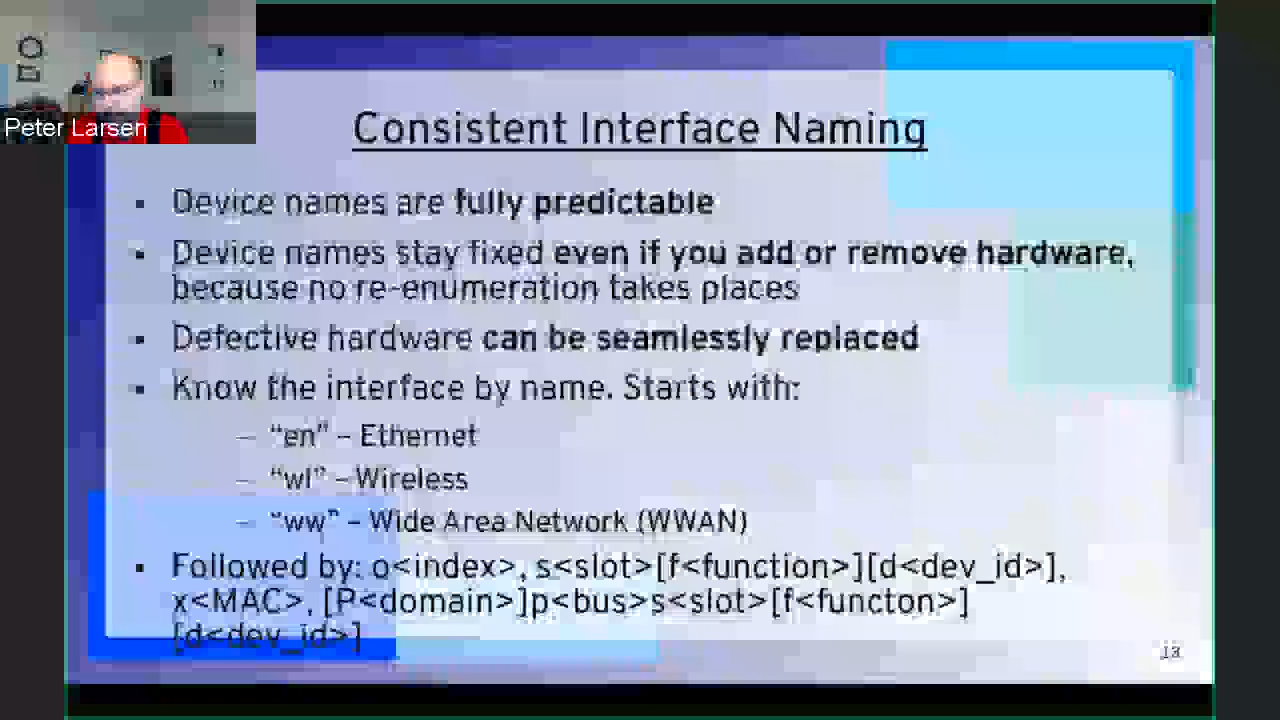 Peter Larsen
Consistent Interface Naming
▪ Device names are fully predictable
▪ Device names stay fixed even if you add or remove hardware,
because no re-enumeration takes places
▪ Defective hardware can be seamlessly replaced
▪ Know the interface by name. Starts with:
– “en” – Ethernet
– “wl” – Wireless
– “ww” – Wide Area Network (WWAN)
▪ Followed by: o<index>, s<slot>[f<function>][d<dev_id>],
x<MAC>, [P<domain>]p<bus>s<slot>[f<functon>]
[d<dev_id>]
13